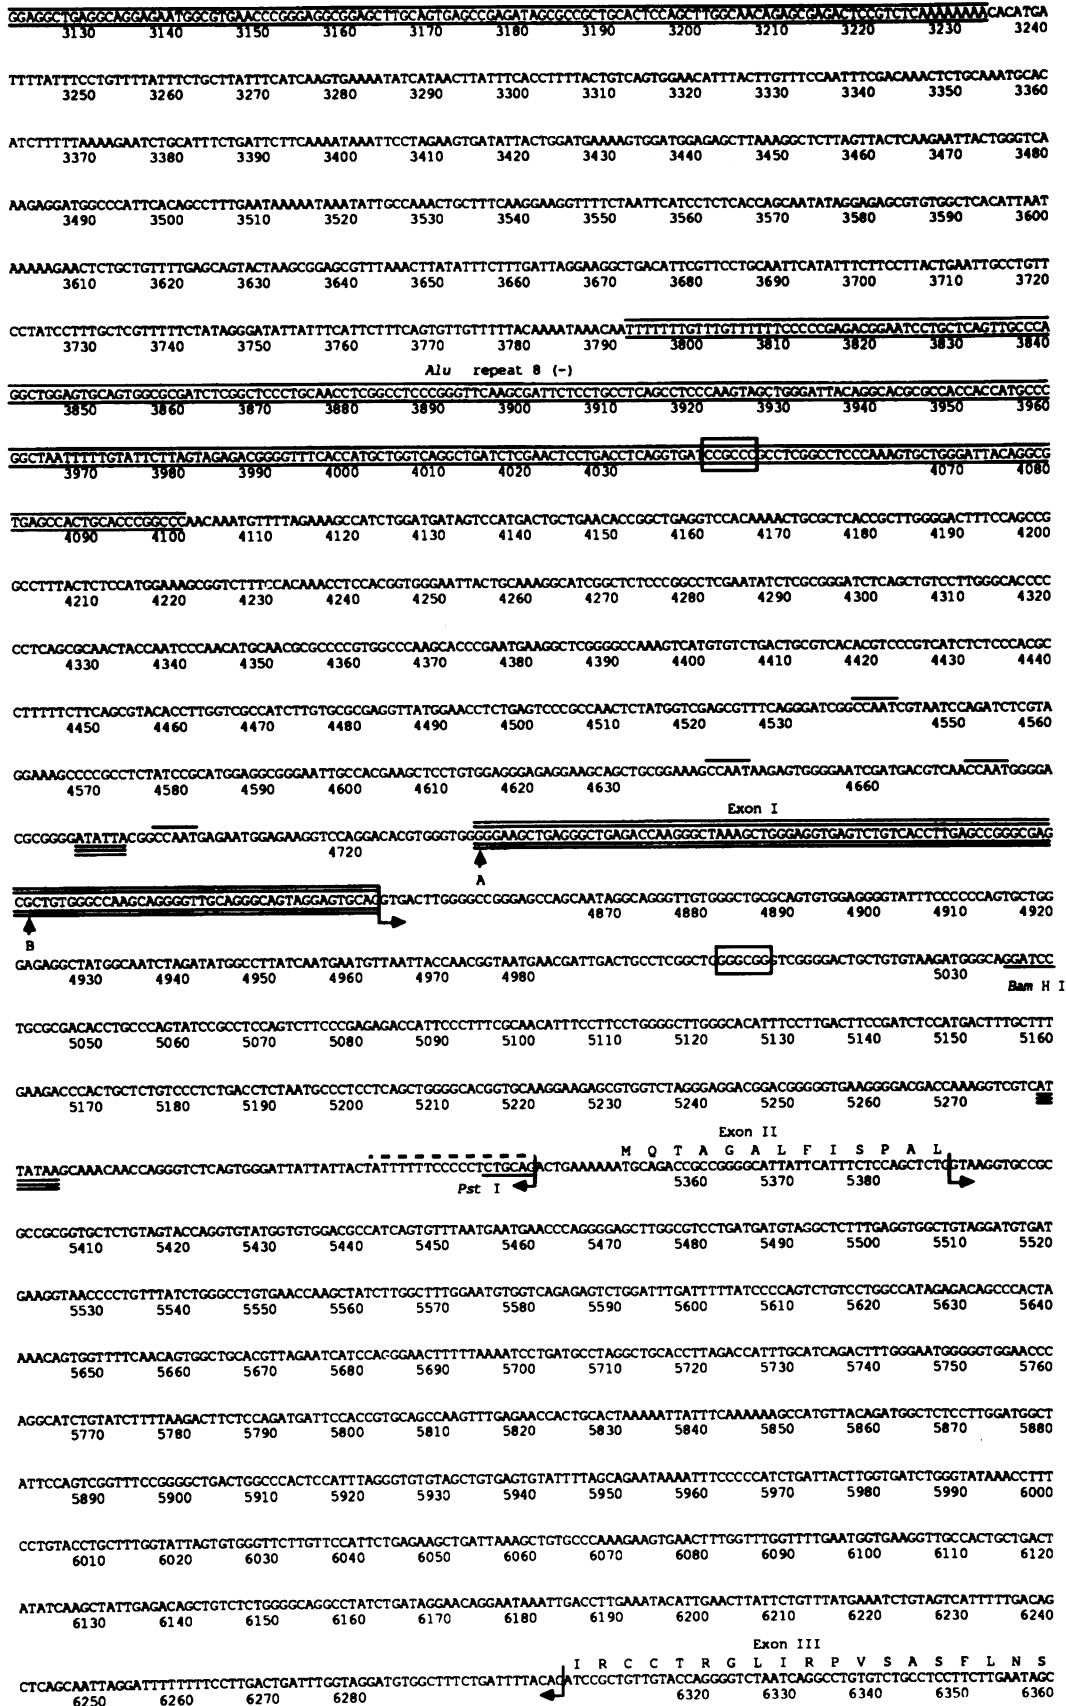 GGAGGCTGAGGCAGGAGAATGGCGTGAACCCGGGAGGCGGAGCTTGCAGTGAGCCGAGATAGCGCCGCTGCACTCCAGCTTGGCAACAGAGCGAGACTCCGTCTCAAAAAAAACACATGA
3130 3140 3150 3160 3170 3180 3190 3200 3210 3220 3230 3240
TTTTATTTCCTGTTTTATTTCTGCTTATTTCATCAAGTGAAAATATCATAACTTATTTCACCTTTTACTGTCAGTGGAACATTTACTTGTTTCCAATTTCGACAAACTCTGCAAATGCAC
3250 3260 3270 3280 3290 3300 3310 3320 3330 3340 3350 3360
ATCTTTTTAAAAGAATCTGCATTTCTGATTCTTCAAAATAAATTCCTAGAAGTGATATTACTGGATGAAAAGTGGATGGAGAGCTTAAAGGCTCTTAGTTACTCAAGAATTACTGGGTCA
3370 3380 3390 3400 3410 3420 3430 3440 3450 3460 3470 3480
AAGAGGATGGCCCATTCACAGCCTTTGAATAAAAATAAATATTGCCAAACTGCTTTCAAGGAAGGTTTTCTAATTCATCCTCTCACCAGCAATATAGGAGAGCGTGTGGCTCACATTAAT
3490 3500 3510 3520 3530 3540 3550 3560 3570 3580 3590 3600
AAAAAGAACTCTGCTGTTTTGAGCAGTACTAAGCGGAGCGTTTAAACTTATATTTCTTTGATTAGGAAGGCTGACATTCGTTCCTGCAATTCATATTTCTTCCTTACTGAATTGCCTGTT
3610 3620 3630 3640 3650 3660 3670 3680 3690 3700 3710 3720
CCTATCCTTTGCTCGTTTTTCTATAGGGATATTATTTCATTCTTTCAGTGTTGTTTTTACAAAATAAACAATTTTTTTGTTTGTTTTTTCCCCCGAGACGGAATCCTGCTCAGTTGCCCA
3730 3740 3750 3760 3770 3780 3790 3800 3810 3820 3830 3840
Alu repeat 8 (-)
GGCTGGAGTGCAGTGGCGCGATCTCGGCTCCCTGCAACCTCGGCCTCCCGGGTTCAAGCGATTCTCCTGCCTCAGCCTCCCAAGTAGCTGGGATTACAGGCACGCGCCACCACCATGCCC
3850 3860 3870 3880 3890 3900 3910 3920 3930 3940 3950 3960
GGCTAATTTTTGTATTCTTAGTAGAGACGGGGTTTCACCATGCTGGTCAGGCTGATCTCGAACTCCTGACCTCAGGTGATCCGCCCGCCTCGGCCTCCCAAAGTGCTGGGATTACAGGCG
3970 3980 3990 4000 4010 4020 4030 4070 4080
TGAGCCACTGCACCCGGCCCAACAAATGTTTTAGAAAGCCATCTGGATGATAGTCCATGACTGCTGAACACCGGCTGAGGTCCACAAAACTGCGCTCACCGCTTGGGGACTTTCCAGCCG
4090 4100 4110 4120 4130 4140 4150 4160 4170 4180 4190 4200
GCCTTTACTCTCCATGGAAAGCGGTCTTTCCACAAACCTCCACGGTGGGAATTACTGCAAAGGCATCGGCTCTCCCGGCCTCGAATATCTCGCGGGATCTCAGCTGTCCTTGGGCACCCC
4210 4220 4230 4240 4250 4260 4270 4280 4290 4300 4310 4320
CCTCAGCGCAACTACCAATCCCAACATGCAACGCGCCCCGTGGCCCAAGCACCCGAATGAAGGCTCGGGGCCAAAGTCATGTGTCTGACTGCGTCACACGTCCCGTCATCTCTCCCACGC
4330 4340 4350 4360 4370 4380 4390 4400 4410 4420 4430 4440
CTTTTTCTTCAGCGTACACCTTGGTCGCCATCTTGTGCGCGAGGTTATGGAACCTCTGAGTCCCGCCAACTCTATGGTCGAGCGTTTCAGGGATCGGCCAATCGTAATCCAGATCTCGTA
4450 4460 4470 4480 4490 4500 4510 4520 4530 4550 4560
GGAAAGCCCCGCCTCTATCCGCATGGAGGCGGGAATTGCCACGAAGCTCCTGTGGAGGGAGAGGAAGCAGCTGCGGAAAGCCAATAAGAGTGGGGAATCGATGACGTCAACCAATGGGGA
4570 4580 4590 4600 4610 4620 4630 4660
Exon I
CGCGGGGATATTACGGCCAATGAGAATGGAGAAGGTCCAGGACACGTGGGTGGGGGAAGCTGAGGGCTGAGACCAAGGGCTAAAGCTGGGAGGTGAGTCTGTCACCTTGAGCCGGGCGAG
4720
A
CGCTGTGGGCCAAGCAGGGGTTGCAGGGCAGTAGGAGTGCAGGTGACTTGGGGCCGGGAGCCAGCAATAGGCAGGGTTGTGGGCTGCGCAGTGTGGAGGGGTATTTCCCCCCAGTGCTGG
4870 4880 4890 4900 4910 4920
B
GAGAGGCTATGGCAATCTAGATATGGCCTTATCAATGAATGTTAATTACCAACGGTAATGAACGATTGACTGCCTCGGCTCGGGCGGGTCGGGGACTGCTGTGTAAGATGGGCAGGATCC
4930 4940 4950 4960 4970 4980 5030
Bam H I
TGCGCGACACCTGCCCAGTATCCGCCTCCAGTCTTCCCGAGAGACCATTCCCTTTCGCAACATTTCCTTCCTGGGGCTTGGGCACATTTCCTTGACTTCCGATCTCCATGACTTTGCTTT
5050 5060 5070 5080 5090 5100 5110 5120 5130 5140 5150 5160
GAAGACCCACTGCTCTGTCCCTCTGACCTCTAATGCCCTCCTCAGCTGGGGCACGGTGCAAGGAAGAGCGTGGTCTAGGGAGGACGGACGGGGGTGAAGGGGACGACCAAAGGTCGTCAT
5170 5180 5190 5200 5210 5220 5230 5240 5250 5260 5270
Exon II
M Q T A G A L F I S P A L
TATAAGCAAACAACCAGGGTCTCAGTGGGATTATTATTACTATTTTTTCCCCCTCTGCAGACTGAAAAAATGCAGACCGCCGGGGCATTATTCATTTCTCCAGCTCTGGTAAGGTGCCGC
5360 5370 5380
Pst I
GCCGCGGTGCTCTGTAGTACCAGGTGTATGGTGTGGACGCCATCAGTGTTTAATGAATGAACCCAGGGGAGCTTGGCGTCCTGATGATGTAGGCTCTTTGAGGTGGCTGTAGGATGTGAT
5410 5420 5430 5440 5450 5460 5470 5480 5490 5500 5510 5520
GAAGGTAACCCCTGTTTATCTGGGCCTGTGAACCAAGCTATCTTGGCTTTGGAATGTGGTCAGAGAGTCTGGATTTGATTTTTATCCCCAGTCTGTCCTGGCCATAGAGACAGCCCACTA
5530 5540 5550 5560 5570 5580 5590 5600 5610 5620 5630 5640
AAACAGTGGTTTTCAACAGTGGCTGCACGTTAGAATCATCCAGGGAACTTTTTAAAATCCTGATGCCTAGGCTGCACCTTAGACCATTTGCATCAGACTTTGGGAATGGGGGTGGAACCC
5650 5660 5670 5680 5690 5700 5710 5720 5730 5740 5750 5760
AGGCATCTGTATCTTTTAAGACTTCTCCAGATGATTCCACCGTGCAGCCAAGTTTGAGAACCACTGCACTAAAAATTATTTCAAAAAAGCCATGTTACAGATGGCTCTCCTTGGATGGCT
5770 5780 5790 5800 5810 5820 5830 5840 5850 5860 5870 5880
ATTCCAGTCGGTTTCCGGGGCTGACTGGCCCACTCCATTTAGGGTGTGTAGCTGTGAGTGTATTTTAGCAGAATAAAATTTCCCCCATCTGATTACTTGGTGATCTGGGTATAAACCTTT
5890 5900 5910 5920 5930 5940 5950 5960 5970 5980 5990 6000
CCTGTACCTGCTTTGGTATTAGTGTGGGTTCTTGTTCCATTCTGAGAAGCTGATTAAAGCTGTGCCCAAAGAAGTGAACTTTGGTTTGGTTTTGAATGGTGAAGGTTGCCACTGCTGACT
6010 6020 6030 6040 6050 6060 6070 6080 6090 6100 6110 6120
ATATCAAGCTATTGAGACAGCTGTCTCTGGGGCAGGCCTATCTGATAGGAACAGGAATAAATTGACCTTGAAATACATTGAACTTATTCTGTTTATGAAATCTGTAGTCATTTTTGACAG
6130 6140 6150 6160 6170 6180 6190 6200 6210 6220 6230 6240
Exon III
I R C C T R G L I R P V S A S F L N S
CTCAGCAATTAGGATTTTTTTTCCTTGACTGATTTGGTAGGATGTGGCTTTGATTTTACAGATCCGCTGTTGTACCAGGGGTCTAATCAGGCCTGTGTCTGCCTCCTTCTTGAATAGC
6250 6260 6270 6280 6320 6330 6340 6350 6360